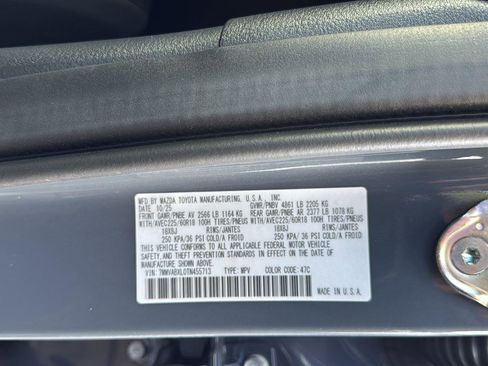 MFD. BY MAZDA TOYOTA MANUFACTURING, U.S.A., INC.
DATE: 10/25 GVWR/PNBV 4861 LB 2205 KG
FRONT GAWR/PNBE AV 2566 LB 1164 KG REAR GAWR/PNBE AR 2377 LB 1078 KG
WITH/AVEC225/60R18 100H TIRES/PNEUS WITH/AVEC225/60R18 100H TIRES/PNEUS
18X8J RIMS/JANTES 18X8J RIMS/JANTES
250 KPA/36 PSI COLD/A FROID 250 KPA/36 PSI COLD/A FROID
THIS VEHICLE CONFORMS TO ALL APPLICABLE FEDERAL MOTOR VEHICLE
SAFETY, AND THEFT PREVENTION STANDARDS IN EFFECT ON THE DATE OF
MANUFACTURE SHOWN ABOVE.
VIN: 7MMVABXL0TN455713 TYPE: MPV COLOR CODE: 47C
MADE IN U.S.A.